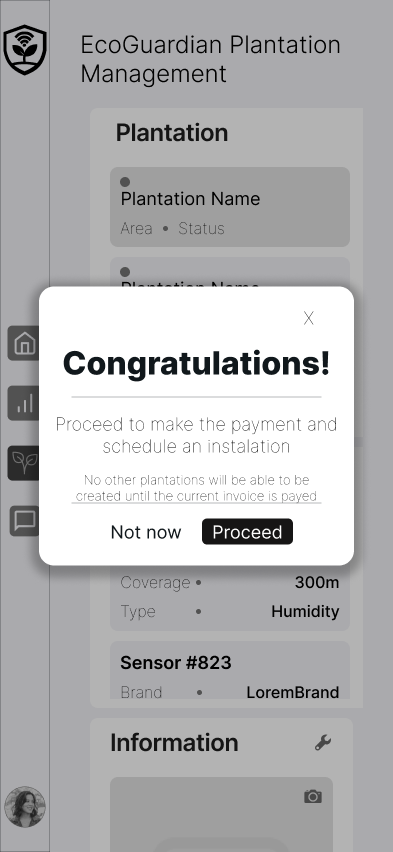 EcoGuardian Plantation
Management
Plantation
Plantation Name
Area • Status
Plantation Name
X
Congratulations!
Proceed to make the payment and
schedule an instalation
No other plantations will be able to be
created until the current invoice is payed
Not now Proceed
Coverage • 300m
Type • Humidity
Sensor #823
Brand • LoremBrand
Information